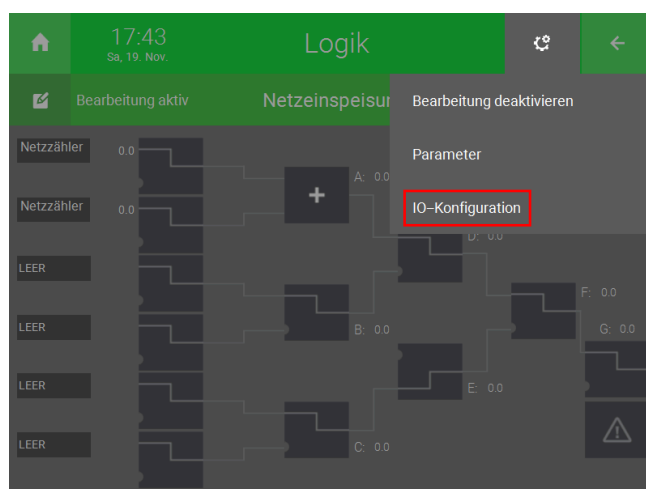 17:43
Sa, 19. Nov.
Logik
Bearbeitung aktiv
Netzeinspeisun
Bearbeitung deaktivieren
Parameter
IO–Konfiguration
Netzzähler
0.0
A: 0.0
+
Netzzähler
0.0
D: 0.0
LEER
F: 0.0
LEER
B: 0.0
G: 0.0
LEER
E: 0.0
LEER
C: 0.0